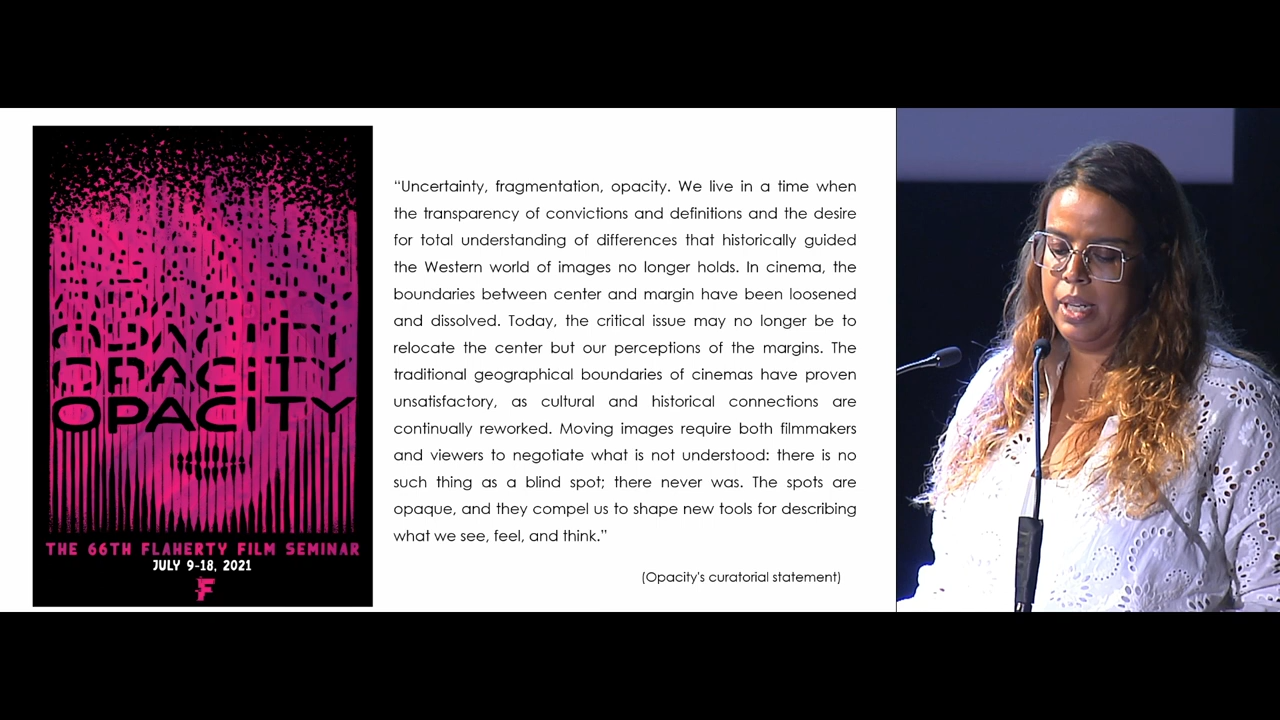 OPACITY
OPACITY
OPACITY
THE 66TH FLAHERTY FILM SEMINAR
JULY 9-18, 2021
F
“Uncertainty, fragmentation, opacity. We live in a time when
the transparency of convictions and definitions and the desire
for total understanding of differences that historically guided
the Western world of images no longer holds. In cinema, the
boundaries between center and margin have been loosened
and dissolved. Today, the critical issue may no longer be to
relocate the center but our perceptions of the margins. The
traditional geographical boundaries of cinemas have proven
unsatisfactory, as cultural and historical connections are
continually reworked. Moving images require both filmmakers
and viewers to negotiate what is not understood: there is no
such thing as a blind spot; there never was. The spots are
opaque, and they compel us to shape new tools for describing
what we see, feel, and think.”
(Opacity's curatorial statement)